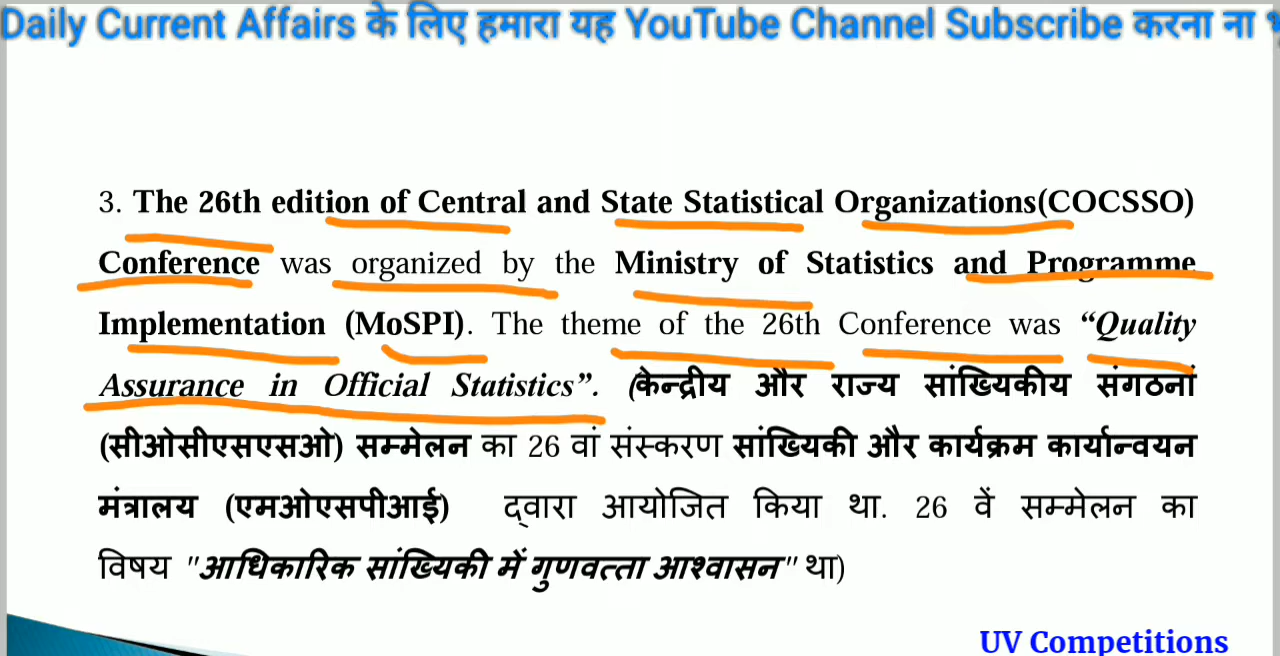 Daily Current Affairs के लिए हमारा यह YouTube Channel Subscribe करना ना
3. The 26th edition of Central and State Statistical Organizations(COCSSO)
Conference was organized by the Ministry of Statistics and Programme
Implementation (MoSPI). The theme of the 26th Conference was “Quality
Assurance in Official Statistics”. (केन्द्रीय और राज्य सांख्यिकीय संगठनों
(सीओसीएसएसओ) सम्मेलन का 26 वां संस्करण सांख्यिकी और कार्यक्रम कार्यान्वयन
मंत्रालय (एमओएसपीआई) द्वारा आयोजित किया था. 26 वें सम्मेलन का
विषय "आधिकारिक सांख्यिकी में गुणवत्ता आश्वासन" था)
UV Competitions